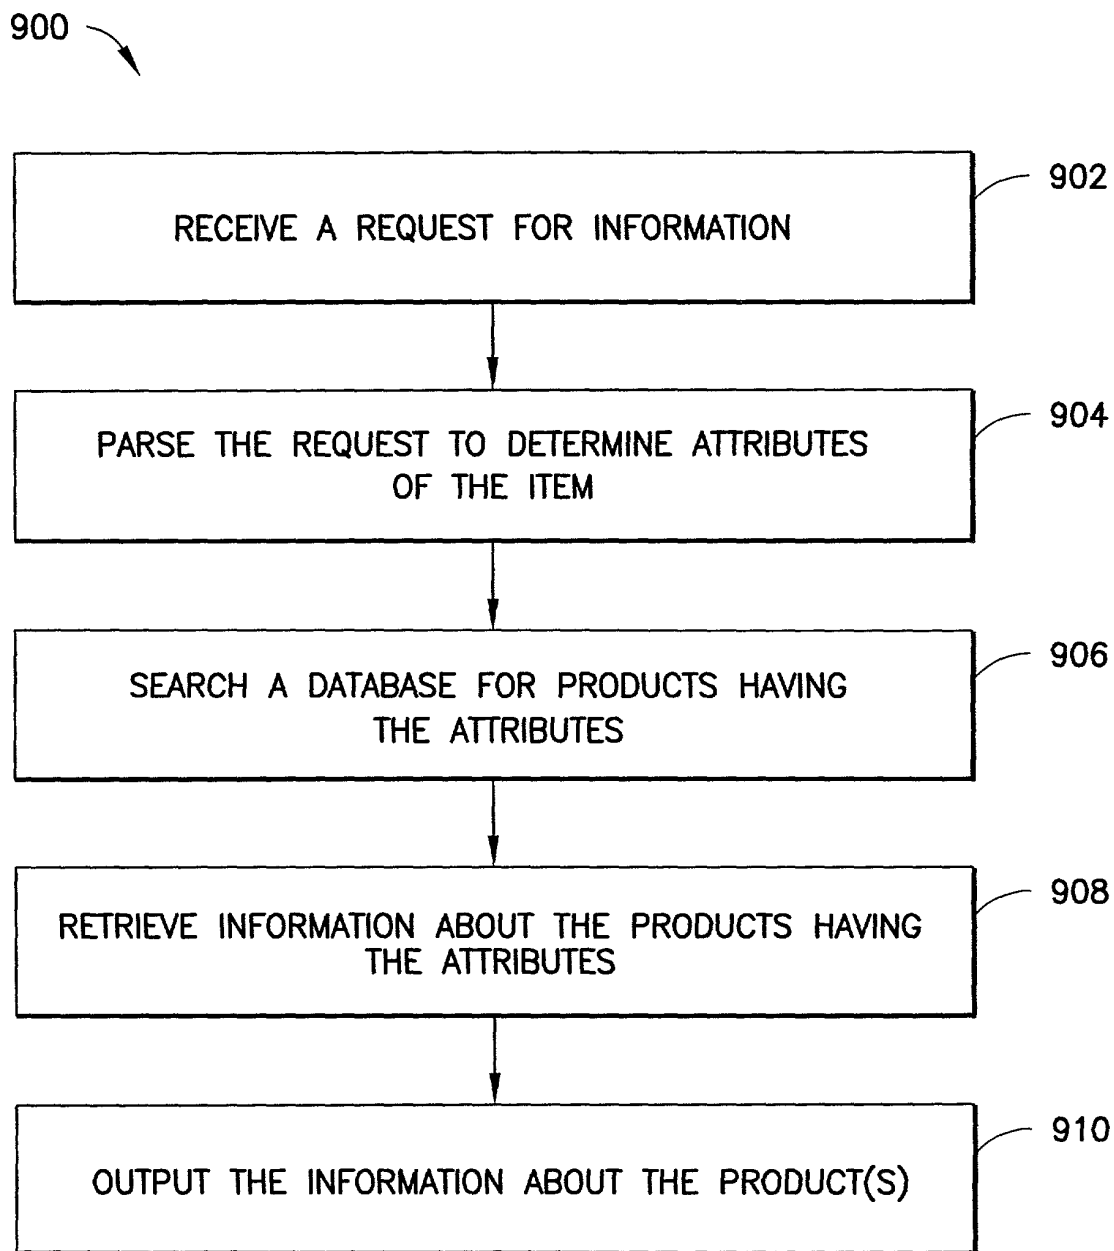 900
902
RECEIVE A REQUEST FOR INFORMATION
904
PARSE THE REQUEST TO DETERMINE ATTRIBUTES
OF THE ITEM
906
SEARCH A DATABASE FOR PRODUCTS HAVING
THE ATTRIBUTES
908
RETRIEVE INFORMATION ABOUT THE PRODUCTS HAVING
THE ATTRIBUTES
910
OUTPUT THE INFORMATION ABOUT THE PRODUCT(S)